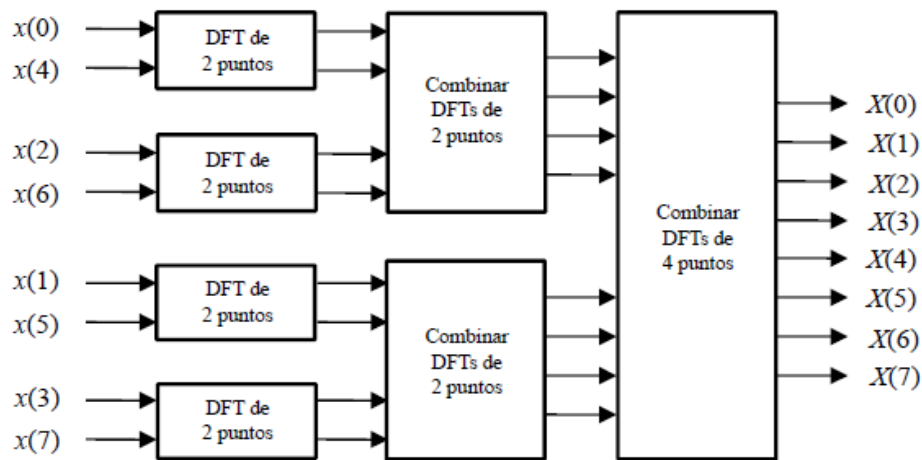 x(0)
x(4)
DFT de
2 puntos
x(2)
x(6)
DFT de
2 puntos
Combinar
DFTs de
2 puntos
x(1)
x(5)
DFT de
2 puntos
x(3)
x(7)
DFT de
2 puntos
Combinar
DFTs de
2 puntos
Combinar
DFTs de
4 puntos
X(0)
X(1)
X(2)
X(3)
X(4)
X(5)
X(6)
X(7)